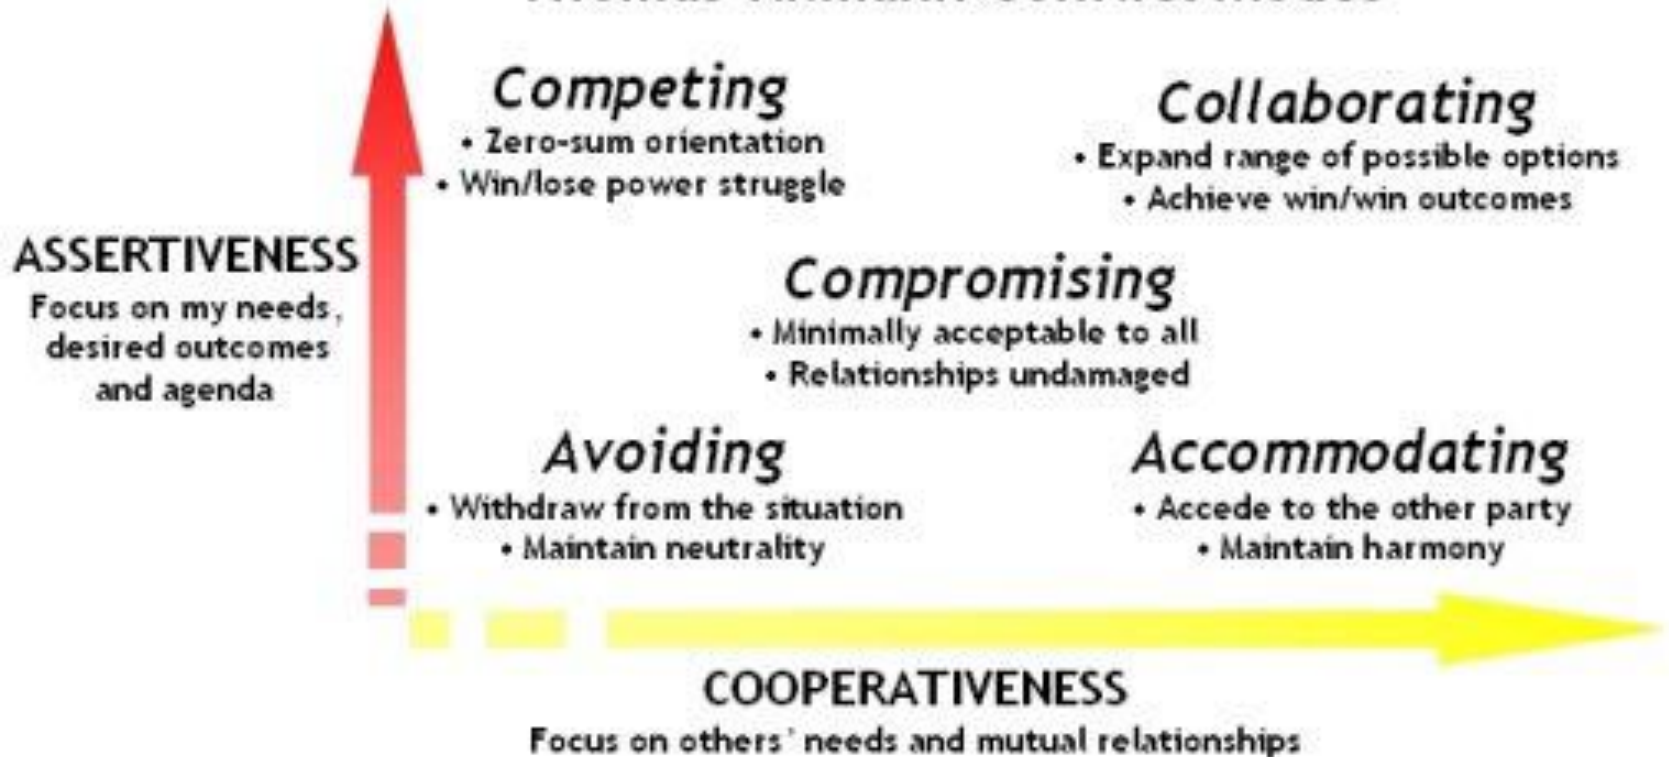 Competing
• Zero-sum orientation
• Win/lose power struggle
Collaborating
• Expand range of possible options
• Achieve win/win outcomes
ASSERTIVENESS
Focus on my needs,
desired outcomes
and agenda
Compromising
• Minimally acceptable to all
• Relationships undamaged
Avoiding
• Withdraw from the situation
• Maintain neutrality
Accommodating
• Accede to the other party
• Maintain harmony
COOPERATIVENESS
Focus on others' needs and mutual relationships